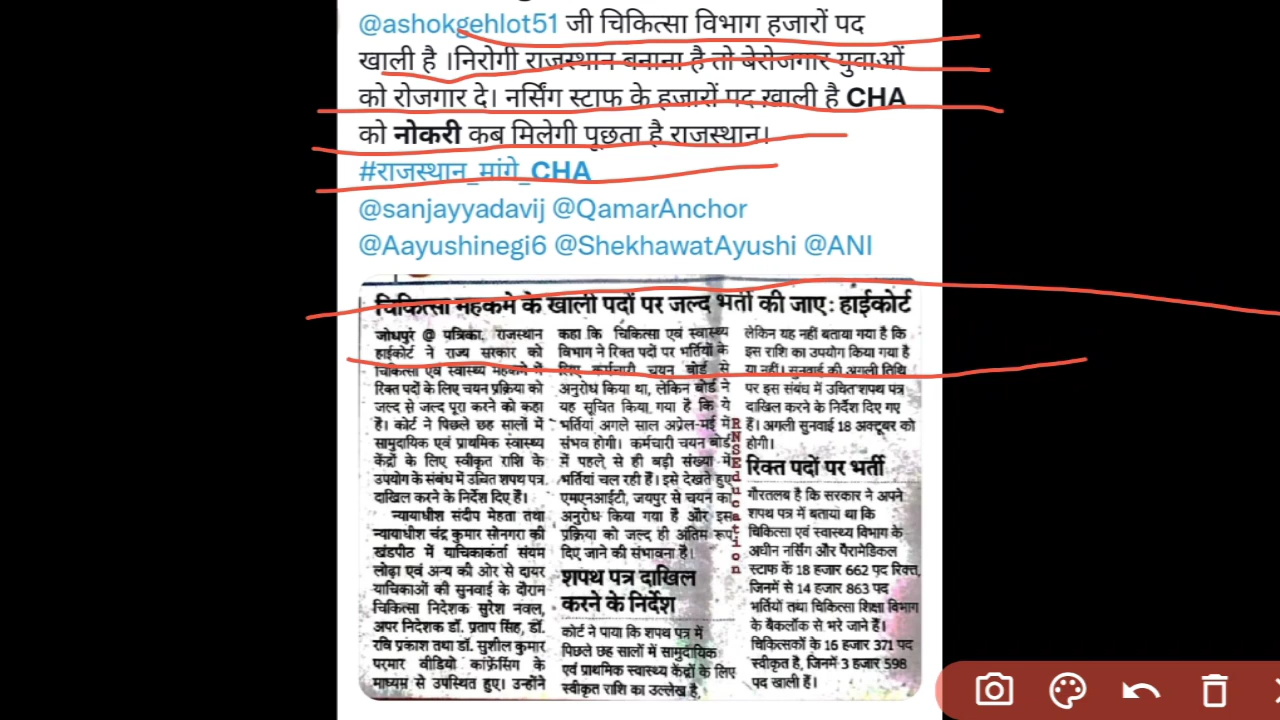 @ashokgehlot51 जी चिकित्सा विभाग हजारों पद
खाली है ।निरोगी राजस्थान बनाना है तो बेरोजगार युवाओं
को रोजगार दे। नर्सिंग स्टाफ के हजारों पद खाली है CHA
को नोकरी कब मिलेगी पूछता है राजस्थान।
#राजस्थान_मांगे_CHA
@sanjayyadavij @QamarAnchor
@Aayushinegi6 @ShekhawatAyushi @ANI
चिकित्सा महकमे के खाली पदों पर जल्द भर्ती की जाए: हाईकोर्ट
जोधपुर @ पत्रिका. राजस्थान
हाईकोर्ट ने राज्य सरकार को
चिकित्सा एवं स्वास्थ्य महकमे में
रिक्त पदों के लिए चयन प्रक्रिया को
जल्द से जल्द पूरा करने को कहा
है। कोर्ट ने पिछले छह सालों में
सामुदायिक एवं प्राथमिक स्वास्थ्य
केंद्रों के लिए स्वीकृत राशि के
उपयोग के संबंध में उचित शपथ पत्र
दाखिल करने के निर्देश दिए हैं।
न्यायाधीश संदीप मेहता तथा
न्यायाधीश चंद्र कुमार सोनगरा की
खंडपीठ में याचिकाकर्ता संयम
लोढ़ा एवं अन्य की ओर से दायर
याचिकाओं की सुनवाई के दौरान
चिकित्सा निदेशक सुरेश नवल,
अपर निदेशक डॉ. प्रताप सिंह, डॉ.
रवि प्रकाश तथा डॉ. सुशील कुमार
परमार वीडियो कांफ्रेंसिंग के
माध्यम से उपस्थित हुए। उन्होंने
कहा कि चिकित्सा एवं स्वास्थ्य
विभाग ने रिक्त पदों पर भर्तियों के
लिए कर्मचारी चयन बोर्ड से
अनुरोध किया था, लेकिन बोर्ड ने
यह सूचित किया गया है कि ये
भर्तियां अगले साल अप्रेल-मई में
संभव होगी। कर्मचारी चयन बोर्ड
में पहले से ही बड़ी संख्या में
भर्तियां चल रही हैं। इसे देखते हुए
एमएनआईटी, जयपुर से चयन का
अनुरोध किया गया है और इस
प्रक्रिया को जल्द ही अंतिम रूप
दिए जाने की संभावना है।
शपथ पत्र दाखिल
करने के निर्देश
कोर्ट ने पाया कि शपथ पत्र में
पिछले छह सालों में सामुदायिक
एवं प्राथमिक स्वास्थ्य केंद्रों के लिए
स्वीकृत राशि का उल्लेख है,
लेकिन यह नहीं बताया गया है कि
इस राशि का उपयोग किया गया है
या नहीं। सुनवाई की अगली तिथि
पर इस संबंध में उचित शपथ पत्र
दाखिल करने के निर्देश दिए गए
हैं। अगली सुनवाई 18 अक्टूबर को
होगी।
रिक्त पदों पर भर्ती
गौरतलब है कि सरकार ने अपने
शपथ पत्र में बताया था कि
चिकित्सा एवं स्वास्थ्य विभाग के
अधीन नर्सिंग और पैरामेडिकल
स्टाफ के 18 हजार 662 पद रिक्त,
जिनमें से 14 हजार 863 पद
भर्तियों तथा चिकित्सा शिक्षा विभाग
के बैकलॉक से भरे जाने हैं।
चिकित्सकों के 16 हजार 371 पद
स्वीकृत है, जिनमें 3 हजार 598
पद खाली हैं।
RNSEducation